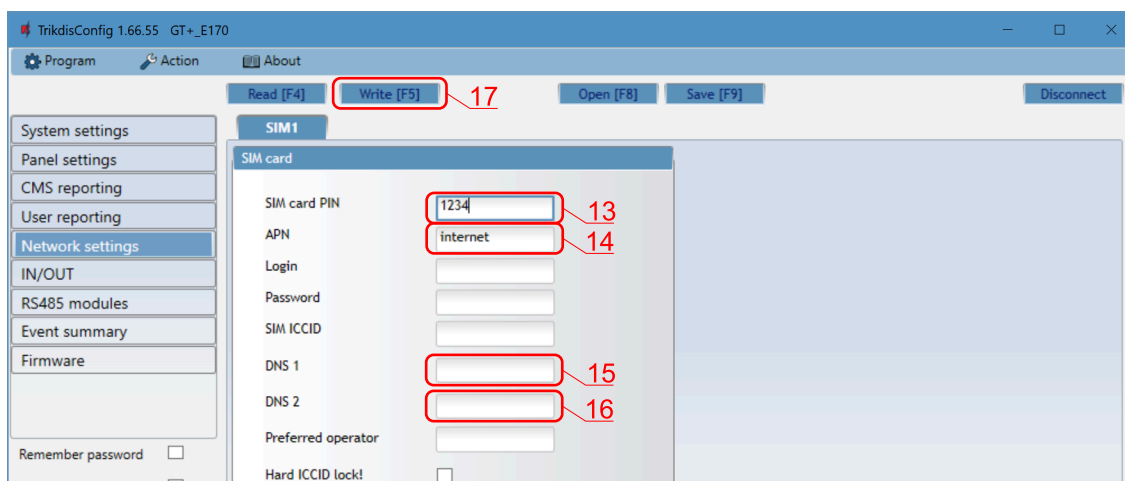 TrikdisConfig 1.66.55 GT+_E170
Program Action About
Read [F4] Write [F5] 17 Open [F8] Save [F9] Disconnect
System settings
Panel settings
CMS reporting
User reporting
Network settings
IN/OUT
RS485 modules
Event summary
Firmware
Remember password
SIM1
SIM card
SIM card PIN 1234 13
APN internet 14
Login
Password
SIM ICCID
DNS 1 15
DNS 2 16
Preferred operator
Hard ICCID lock!